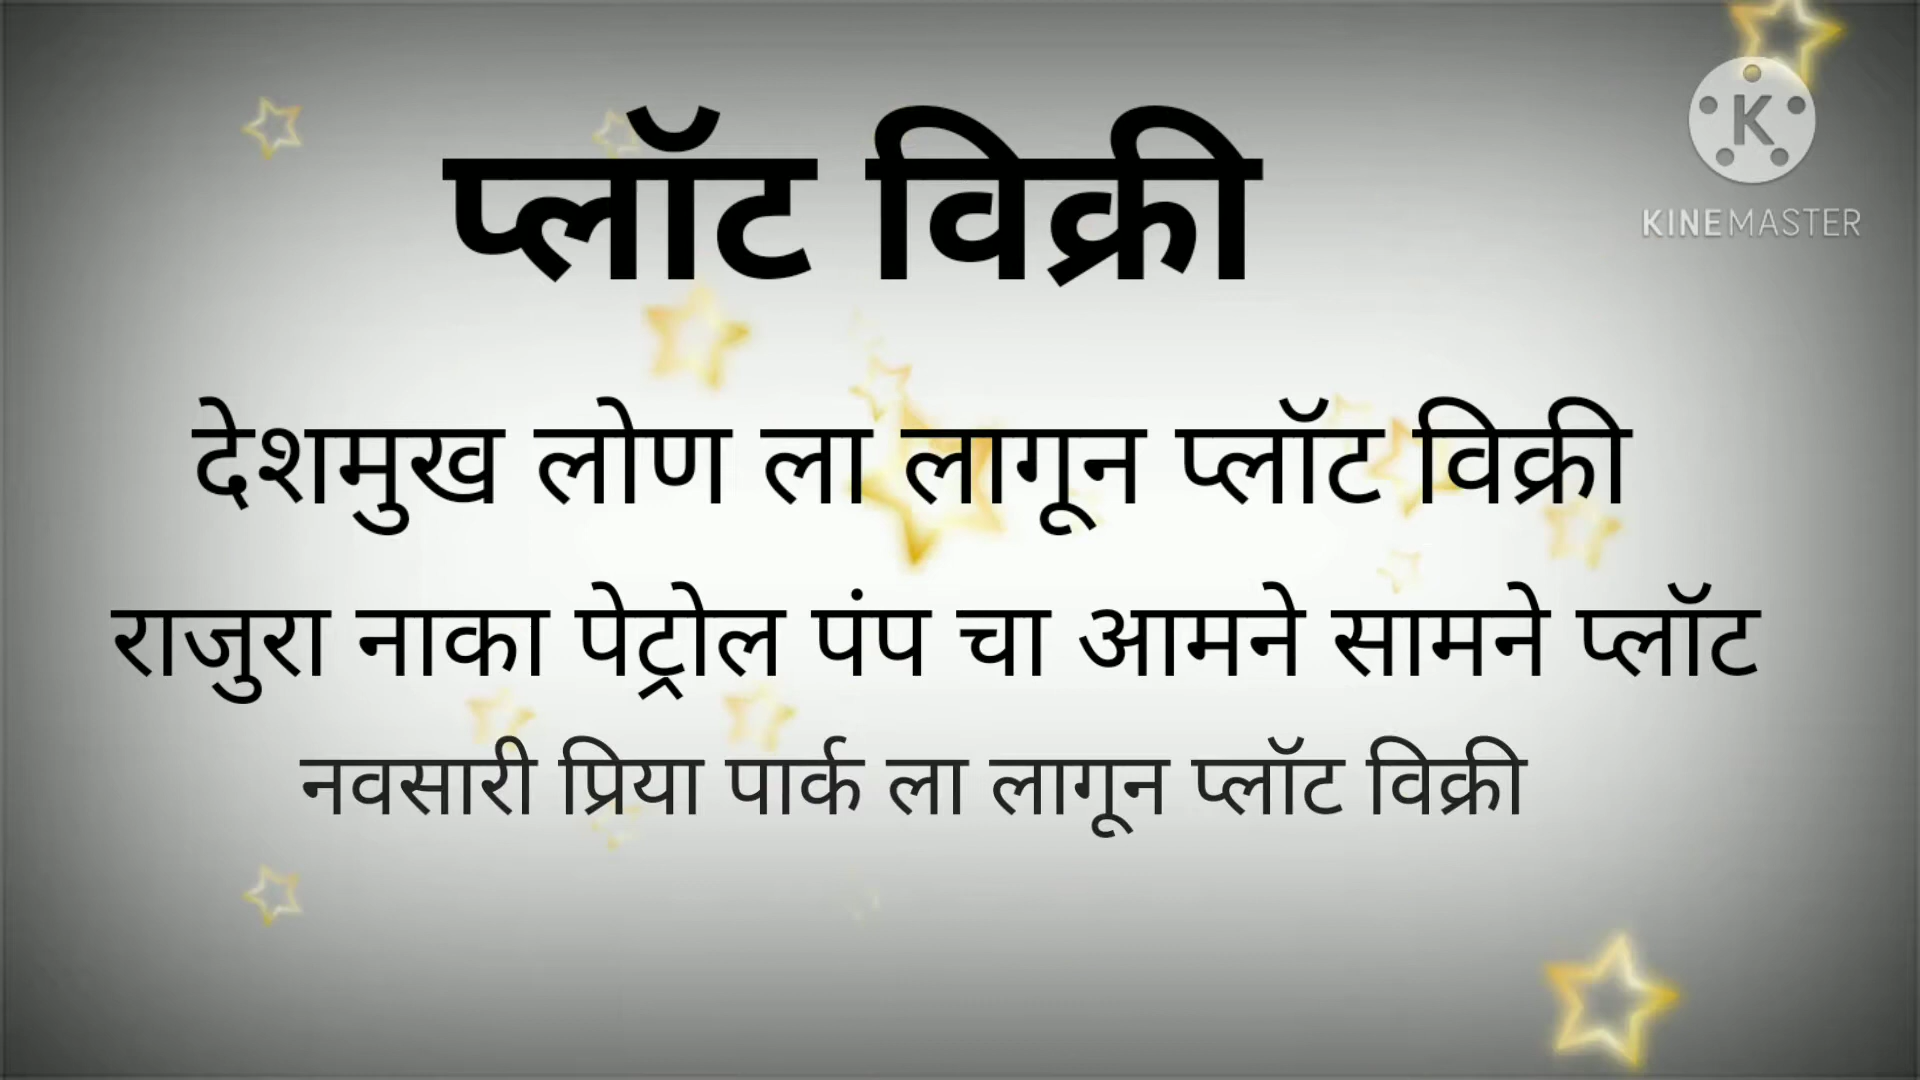 प्लॉट विक्री
K
KINEMASTER
देशमुख लोण ला लागून प्लॉट विक्री
राजुरा नाका पेट्रोल पंप चा आमने सामने प्लॉट
नवसारी प्रिया पार्क ला लागून प्लॉट विक्री